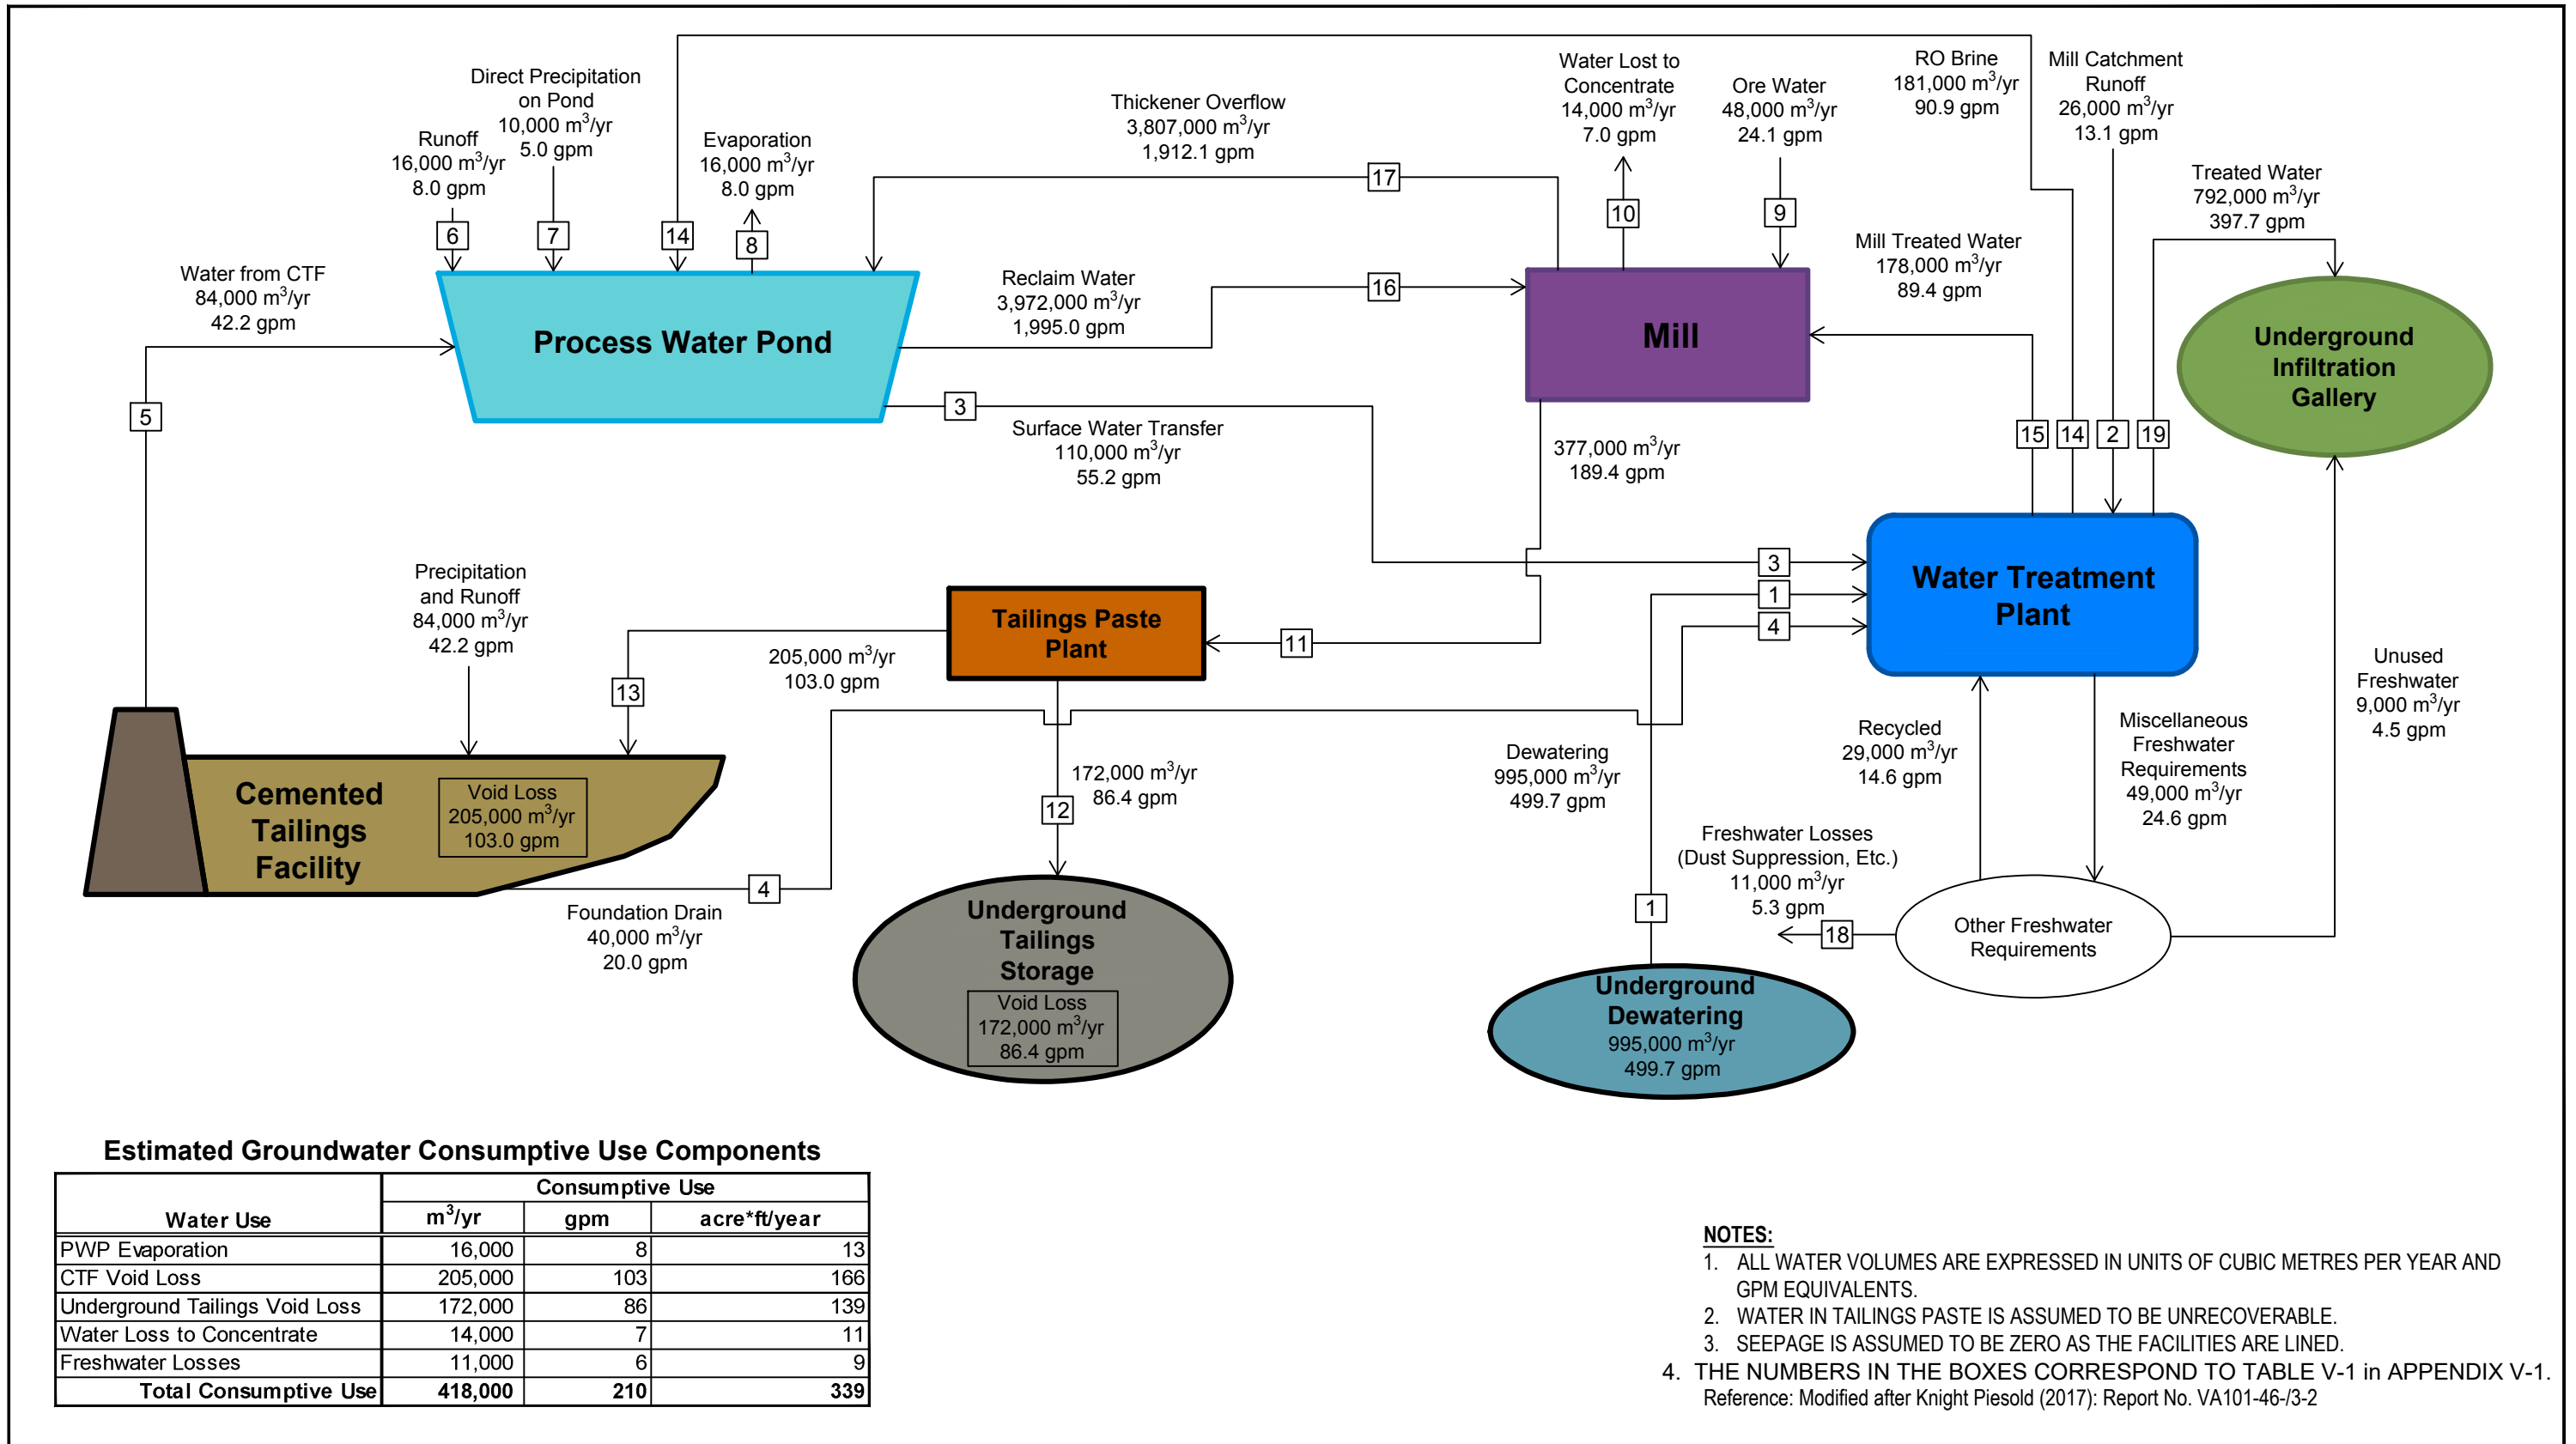 Direct Precipitation
on Pond
10,000 m³/yr
5.0 gpm
Runoff
16,000 m³/yr
8.0 gpm
Evaporation
16,000 m³/yr
8.0 gpm
Thickener Overflow
3,807,000 m³/yr
1,912.1 gpm
Water Lost to
Concentrate
14,000 m³/yr
7.0 gpm
Ore Water
48,000 m³/yr
24.1 gpm
RO Brine
181,000 m³/yr
90.9 gpm
Mill Catchment
Runoff
26,000 m³/yr
13.1 gpm
Treated Water
792,000 m³/yr
397.7 gpm
6
7
14
8
17
10
9
Water from CTF
84,000 m³/yr
42.2 gpm
Process Water Pond
Reclaim Water
3,972,000 m³/yr
1,995.0 gpm
16
Mill
Mill Treated Water
178,000 m³/yr
89.4 gpm
Underground
Infiltration
Gallery
5
3
Surface Water Transfer
110,000 m³/yr
55.2 gpm
377,000 m³/yr
189.4 gpm
15
14
2
19
3
1
4
Water Treatment
Plant
Precipitation
and Runoff
84,000 m³/yr
42.2 gpm
Tailings Paste
Plant
11
205,000 m³/yr
103.0 gpm
13
Unused
Freshwater
9,000 m³/yr
4.5 gpm
Cemented
Tailings
Facility
Void Loss
205,000 m³/yr
103.0 gpm
172,000 m³/yr
86.4 gpm
12
Dewatering
995,000 m³/yr
499.7 gpm
Recycled
29,000 m³/yr
14.6 gpm
Miscellaneous
Freshwater
Requirements
49,000 m³/yr
24.6 gpm
4
Foundation Drain
40,000 m³/yr
20.0 gpm
Underground
Tailings
Storage
Void Loss
172,000 m³/yr
86.4 gpm
1
Freshwater Losses
(Dust Suppression, Etc.)
11,000 m³/yr
5.3 gpm
18
Other Freshwater
Requirements
Underground
Dewatering
995,000 m³/yr
499.7 gpm
Estimated Groundwater Consumptive Use Components
Consumptive Use
Water Use m³/yr gpm acre*ft/year
PWP Evaporation 16,000 8 13
CTF Void Loss 205,000 103 166
Underground Tailings Void Loss 172,000 86 139
Water Loss to Concentrate 14,000 7 11
Freshwater Losses 11,000 6 9
Total Consumptive Use 418,000 210 339
NOTES:
1. ALL WATER VOLUMES ARE EXPRESSED IN UNITS OF CUBIC METRES PER YEAR AND
GPM EQUIVALENTS.
2. WATER IN TAILINGS PASTE IS ASSUMED TO BE UNRECOVERABLE.
3. SEEPAGE IS ASSUMED TO BE ZERO AS THE FACILITIES ARE LINED.
4. THE NUMBERS IN THE BOXES CORRESPOND TO TABLE V-1 in APPENDIX V-1.
Reference: Modified after Knight Piesold (2017): Report No. VA101-46-/3-2